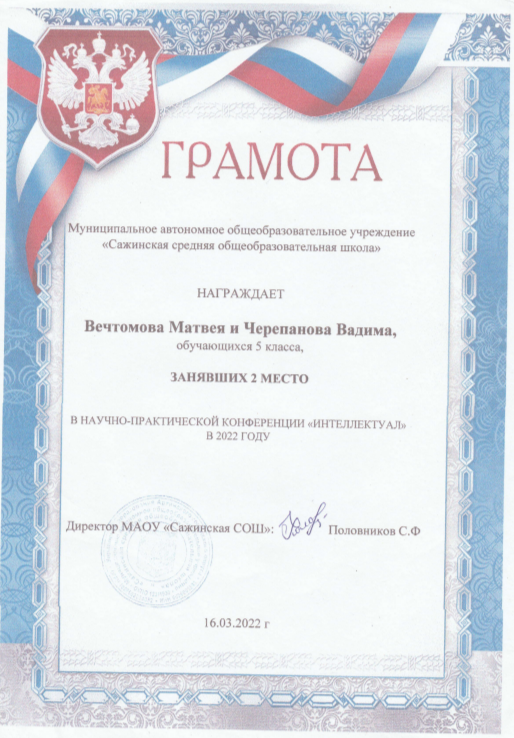 ГРАМОТА
Муниципальное автономное общеобразовательное учреждение
«Сажинская средняя общеобразовательная школа»
НАГРАЖДАЕТ
Вечтомова Матвея и Черепанова Вадима,
обучающихся 5 класса,
ЗАНЯВШИХ 2 МЕСТО
В НАУЧНО-ПРАКТИЧЕСКОЙ КОНФЕРЕНЦИИ «ИНТЕЛЛЕКТУАЛ»
В 2022 ГОДУ
Директор МАОУ «Сажинская СОШ»: Половников С.Ф
16.03.2022 г